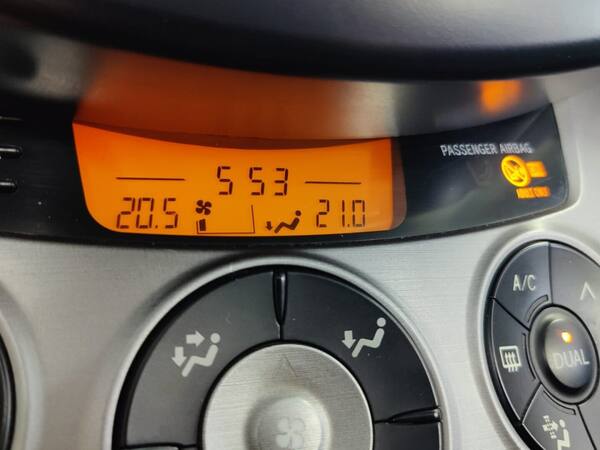 5 53
PASSENGER AIRBAG
20.5 21.0
A/C
DUAL